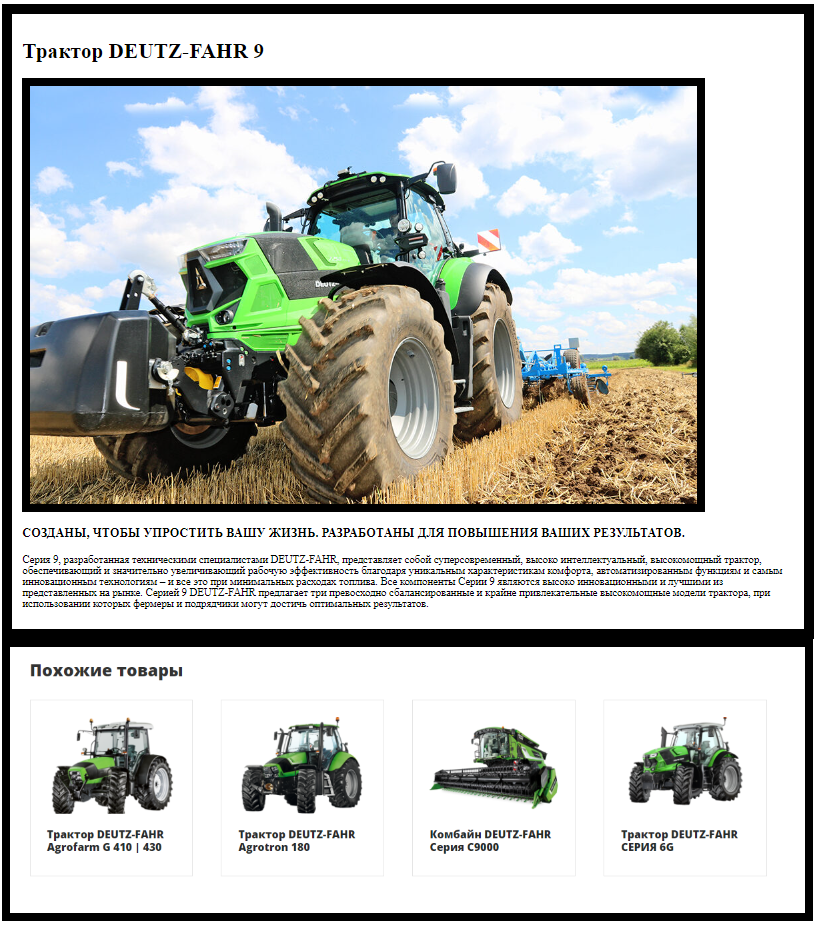 Трактор DEUTZ-FAHR 9
DEUTZ-
СОЗДАНЫ, ЧТОБЫ УПРОСТИТЬ ВАШУ ЖИЗНЬ. РАЗРАБОТАНЫ ДЛЯ ПОВЫШЕНИЯ ВАШИХ РЕЗУЛЬТАТОВ.
Серия 9, разработанная техническими специалистами DEUTZ-FAHR, представляет собой суперсовременный, высоко интеллектуальный, высокомощный трактор,
обеспечивающий и значительно увеличивающий рабочую эффективность благодаря уникальным характеристикам комфорта, автоматизированным функциям и самым
инновационным технологиям – и все это при минимальных расходах топлива. Все компоненты Серии 9 являются высоко инновационными и лучшими из
представленных на рынке. Серией 9 DEUTZ-FAHR предлагает три превосходно сбалансированные и крайне привлекательные высокомощные модели трактора, при
использовании которых фермеры и подрядчики могут достичь оптимальных результатов.
Похожие товары
Трактор DEUTZ-FAHR
Agrofarm G 410 | 430
Трактор DEUTZ-FAHR
Agrotron 180
Комбайн DEUTZ-FAHR
Серия C9000
Трактор DEUTZ-FAHR
СЕРИЯ 6G